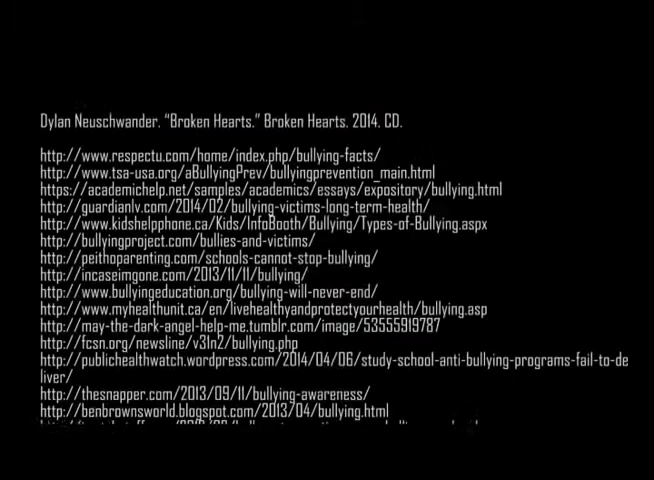 Dylan Neuschwander. “Broken Hearts.” Broken Hearts. 2014. CD.
http://www.respectu.com/home/index.php/bullying-facts/
http://www.tsa-usa.org/aBullyingPrev/bullyingprevention_main.html
https://academichelp.net/samples/academics/essays/expository/bullying.html
http://guardianlv.com/2014/02/bullying-victims-long-term-health/
http://www.kidshelpphone.ca/Kids/InfoBooth/Bullying/Types-of-Bullying.aspx
http://bullyingproject.com/bullies-and-victims/
http://peithoparenting.com/schools-cannot-stop-bullying/
http://incaseimgone.com/2013/11/11/bullying/
http://www.bullyingeducation.org/bullying-will-never-end/
http://www.myhealthunit.ca/en/livehealthyandprotectyourhealth/bullying.asp
http://may-the-dark-angel-help-me.tumblr.com/image/53555919787
http://fcsn.org/newsline/v31n2/bullying.php
http://publichealthwatch.wordpress.com/2014/04/06/study-school-anti-bullying-programs-fail-to-de
liver/
http://thesnapper.com/2013/09/11/bullying-awareness/
http://benbrownsworld.blogspot.com/2013/04/bullying.html